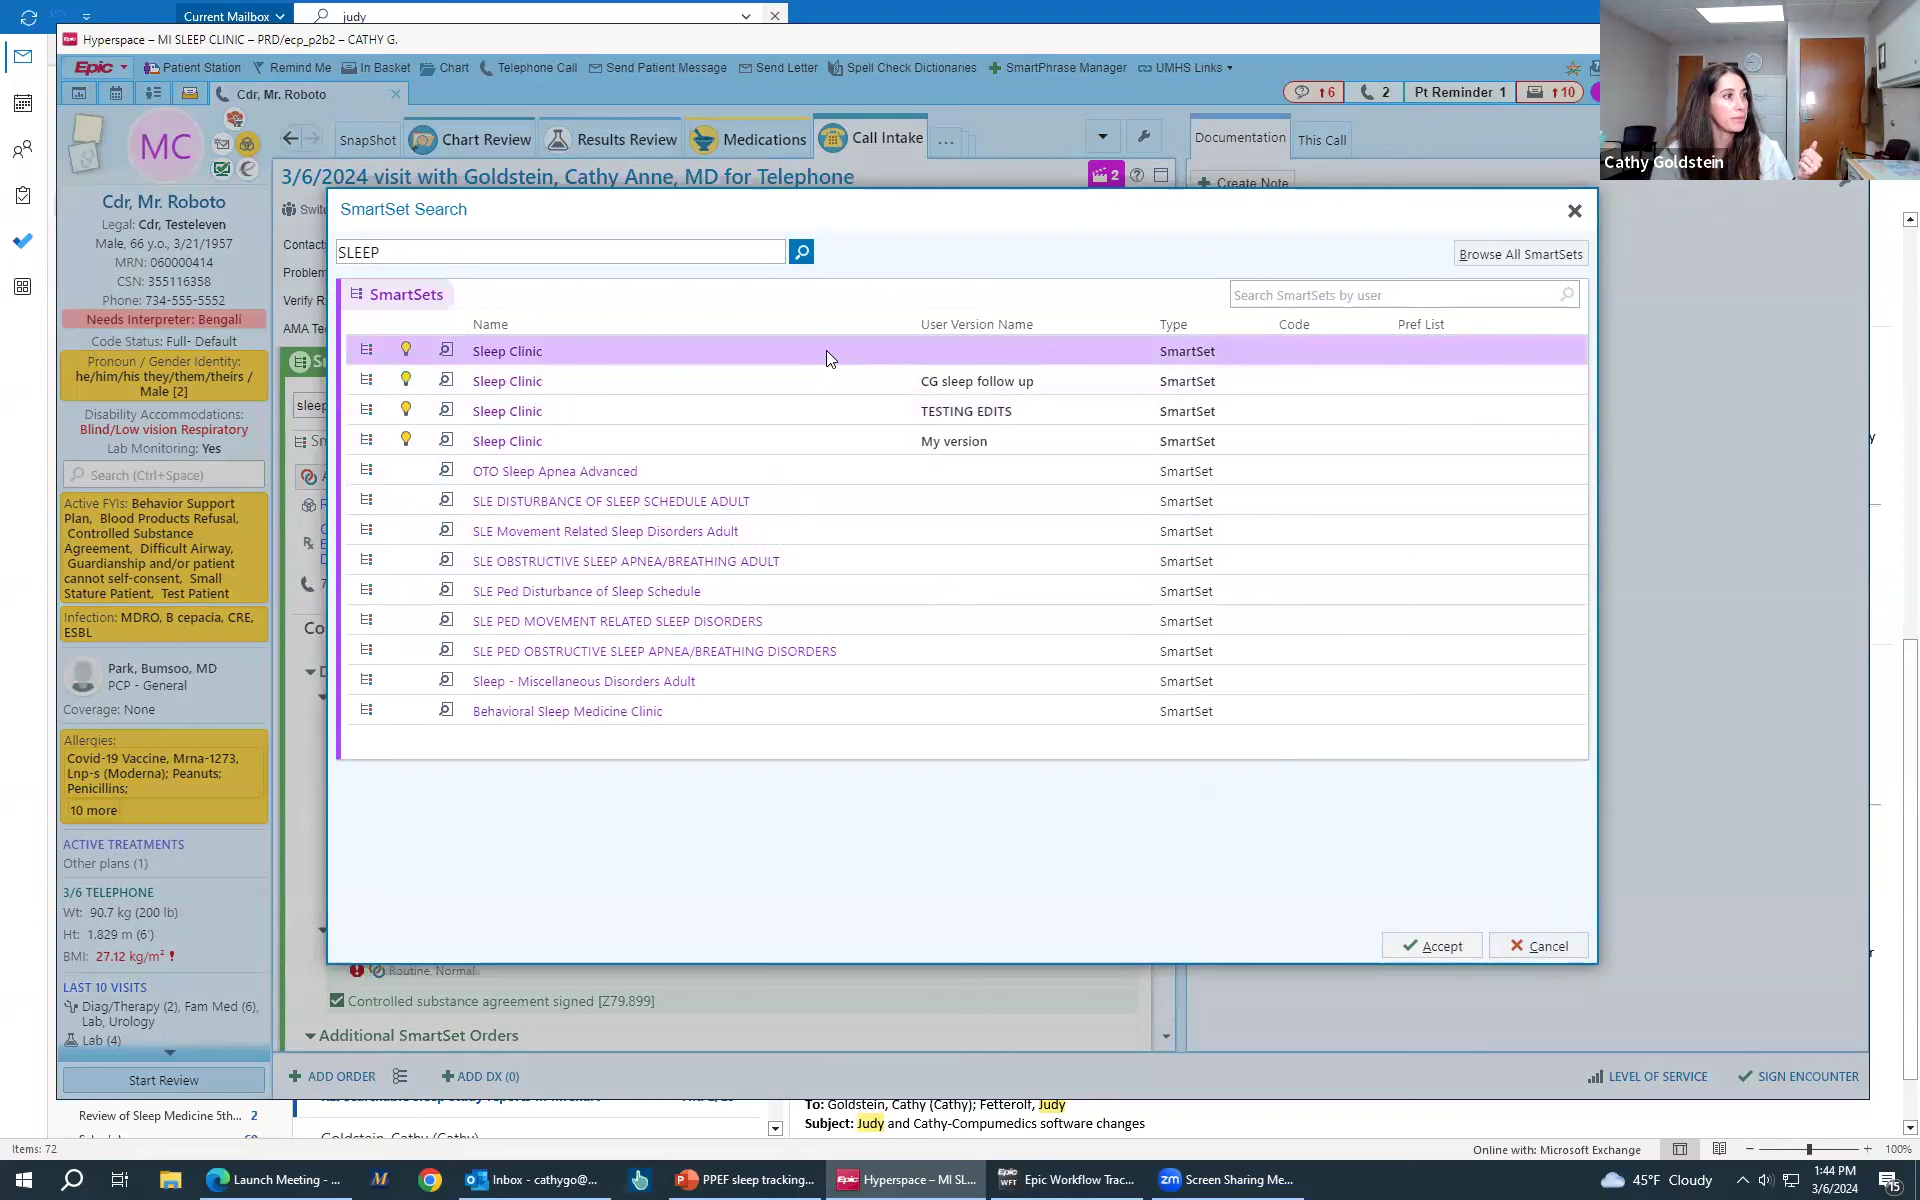 Current Mailbox
judy
Hyperspace – MI SLEEP CLINIC – PRD/ecp_p2b2 – CATHY G.
Epic
Patient Station
Remind Me
In Basket
Chart
Telephone Call
Send Patient Message
Send Letter
Spell Check Dictionaries
SmartPhrase Manager
UMHS Links
Cdr, Mr. Roboto
6
2
Pt Reminder 1
10
MC
SnapShot
Chart Review
Results Review
Medications
Call Intake
...
Documentation
This Call
Cathy Goldstein
3/6/2024 visit with Goldstein, Cathy Anne, MD for Telephone
2
Create Note
Cdr, Mr. Roboto
Legal: Cdr, Testeleven
Male, 66 y.o., 3/21/1957
MRN: 060000414
CSN: 355116358
Phone: 734-555-5552
Needs Interpreter: Bengali
Code Status: Full- Default
Pronoun / Gender Identity:
he/him/his they/them/theirs /
Male [2]
Disability Accommodations:
Blind/Low vision Respiratory
Lab Monitoring: Yes
Search (Ctrl+Space)
Active FYIs: Behavior Support
Plan, Blood Products Refusal,
Controlled Substance
Agreement, Difficult Airway,
Guardianship and/or patient
cannot self-consent, Small
Stature Patient, Test Patient
Infection: MDRO, B cepacia, CRE,
ESBL
Park, Bumsoo, MD
PCP - General
Coverage: None
Allergies:
Covid-19 Vaccine, Mrna-1273,
Lnp-s (Moderna); Peanuts;
Penicillins;
10 more
ACTIVE TREATMENTS
Other plans (1)
3/6 TELEPHONE
Wt: 90.7 kg (200 lb)
Ht: 1.829 m (6')
BMI: 27.12 kg/m² !
LAST 10 VISITS
Diag/Therapy (2), Fam Med (6),
Lab, Urology
Lab (4)
Start Review
SmartSet Search
SLEEP
Browse All SmartSets
SmartSets
Search SmartSets by user
Name User Version Name Type Code Pref List
Sleep Clinic SmartSet
Sleep Clinic CG sleep follow up SmartSet
Sleep Clinic TESTING EDITS SmartSet
Sleep Clinic My version SmartSet
OTO Sleep Apnea Advanced SmartSet
SLE DISTURBANCE OF SLEEP SCHEDULE ADULT SmartSet
SLE Movement Related Sleep Disorders Adult SmartSet
SLE OBSTRUCTIVE SLEEP APNEA/BREATHING ADULT SmartSet
SLE Ped Disturbance of Sleep Schedule SmartSet
SLE PED MOVEMENT RELATED SLEEP DISORDERS SmartSet
SLE PED OBSTRUCTIVE SLEEP APNEA/BREATHING DISORDERS SmartSet
Sleep - Miscellaneous Disorders Adult SmartSet
Behavioral Sleep Medicine Clinic SmartSet
Accept
Cancel
Routine, Normal
Controlled substance agreement signed [Z79.899]
Additional SmartSet Orders
ADD ORDER
ADD DX (0)
LEVEL OF SERVICE
SIGN ENCOUNTER
Review of Sleep Medicine 5th... 2
To: Goldstein, Cathy (Cathy); Fetterolf, Judy
Subject: Judy and Cathy-Compumedics software changes
Items: 72
Online with: Microsoft Exchange
100%
Launch Meeting - ...
Inbox - cathygo@...
PPEF sleep tracking...
Hyperspace – MI SL...
Epic Workflow Trac...
Screen Sharing Me...
45°F Cloudy
1:44 PM
3/6/2024
15